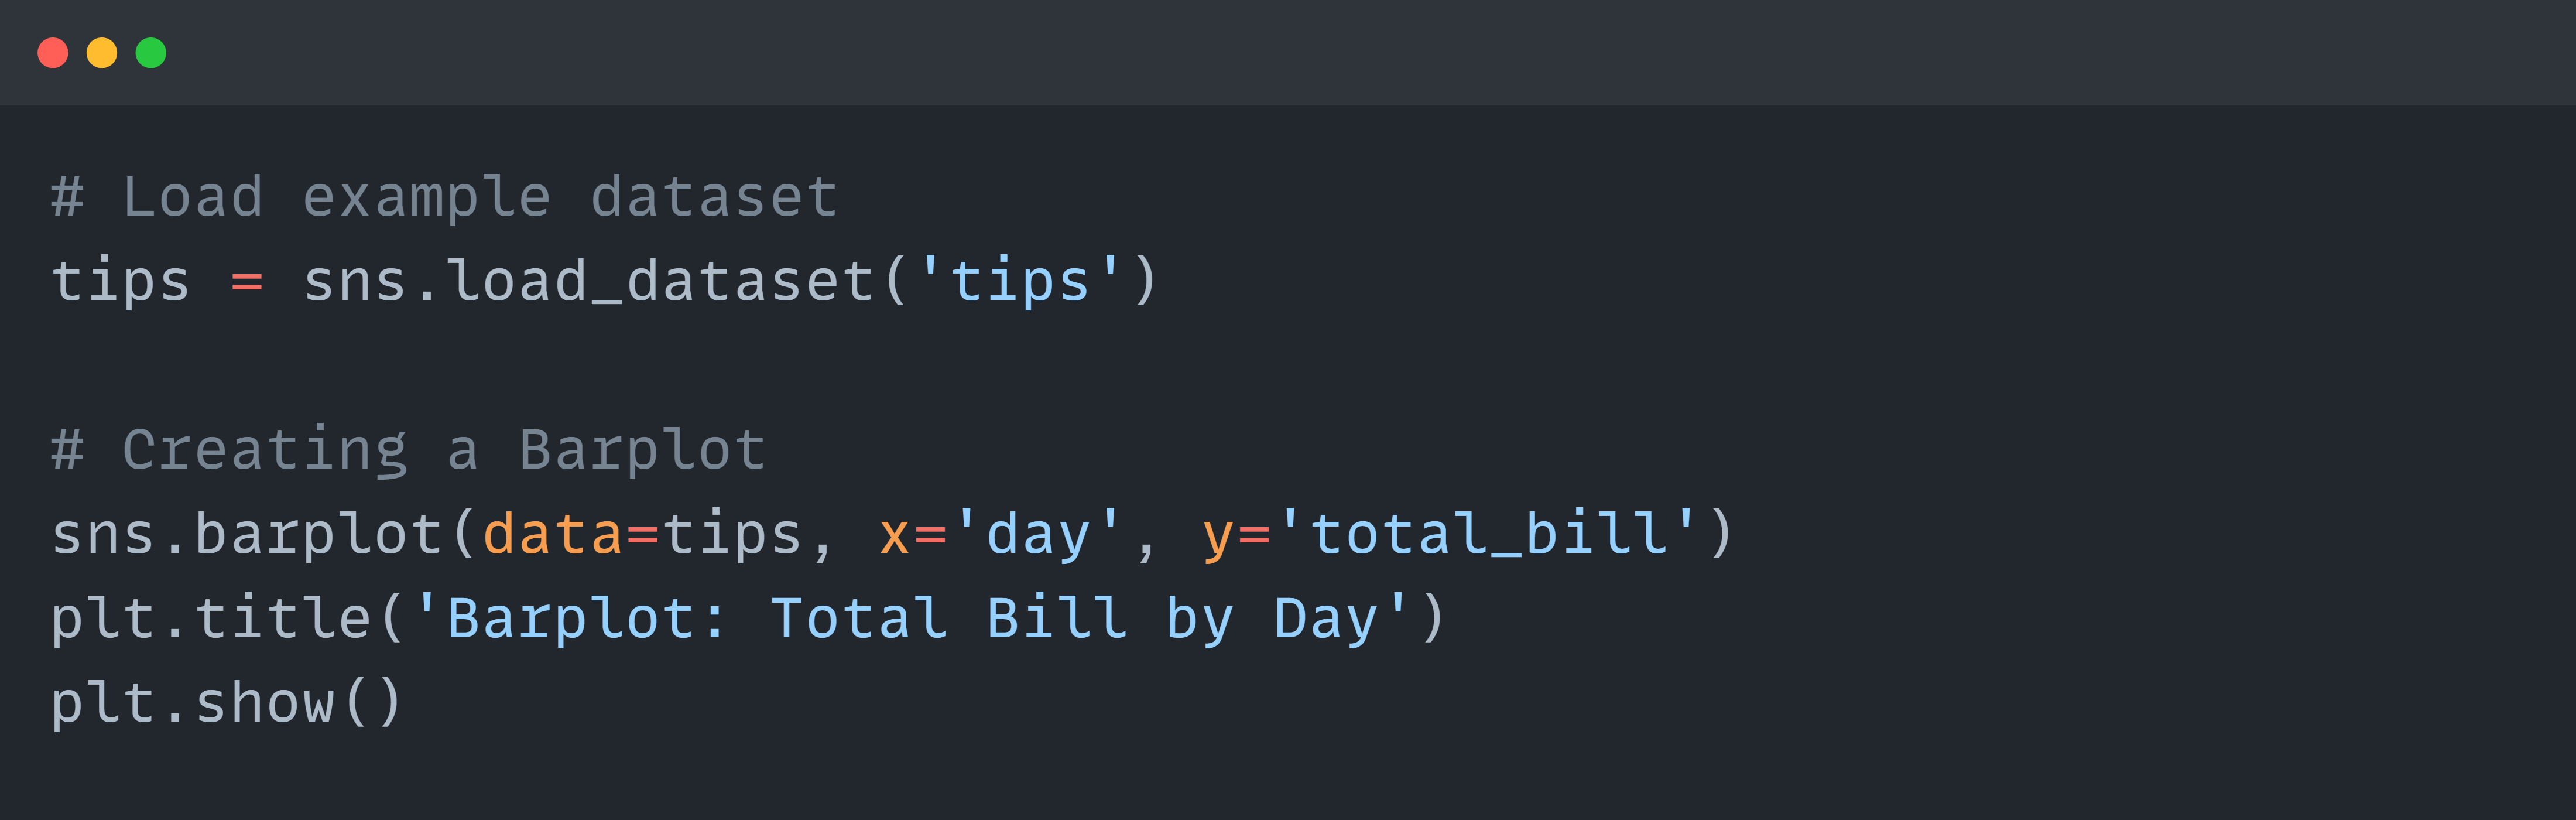 # Load example dataset
tips = sns.load_dataset('tips')
# Creating a Barplot
sns.barplot(data=tips, x='day', y='total_bill')
plt.title('Barplot: Total Bill by Day')
plt.show()